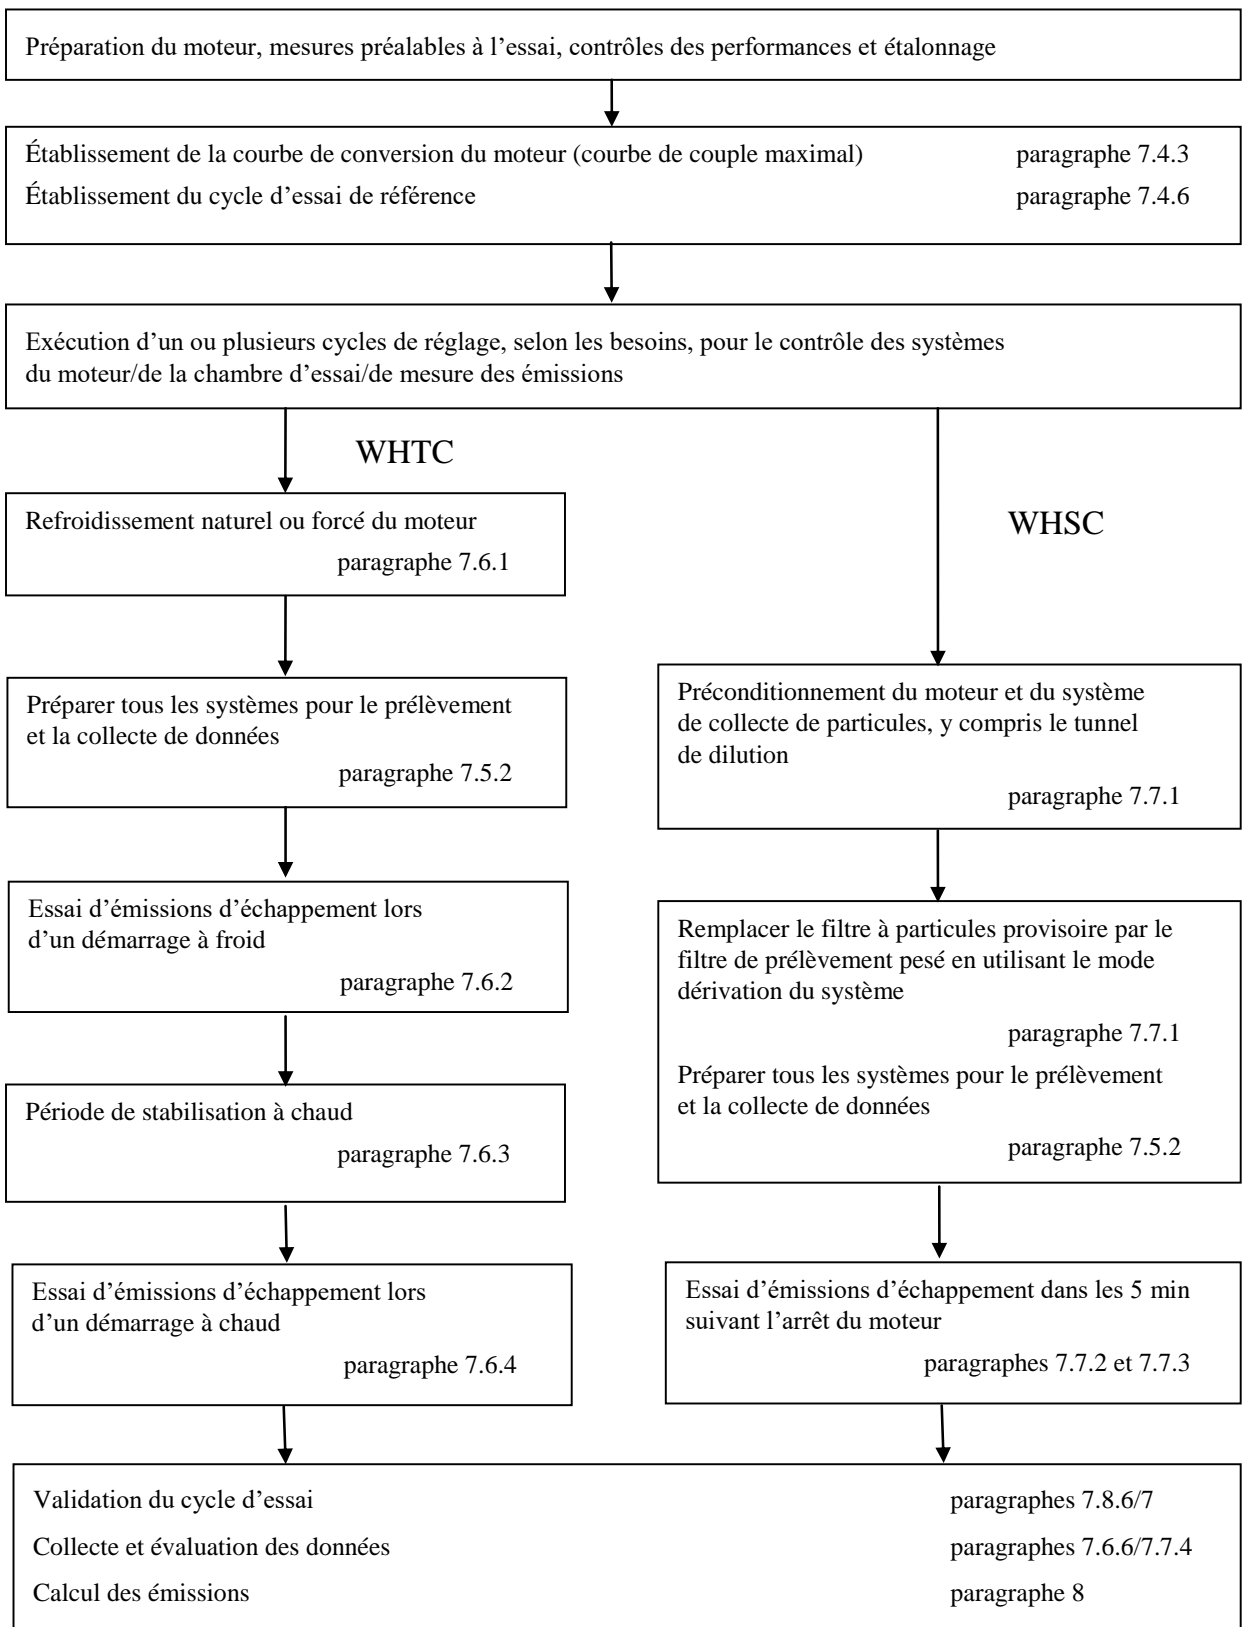 Préparation du moteur, mesures préalables à l’essai, contrôles des performances et étalonnage
Établissement de la courbe de conversion du moteur (courbe de couple maximal) paragraphe 7.4.3
Établissement du cycle d’essai de référence paragraphe 7.4.6
Exécution d’un ou plusieurs cycles de réglage, selon les besoins, pour le contrôle des systèmes
du moteur/de la chambre d’essai/de mesure des émissions
WHTC
Refroidissement naturel ou forcé du moteur
paragraphe 7.6.1
Préparer tous les systèmes pour le prélèvement
et la collecte de données
paragraphe 7.5.2
Essai d’émissions d’échappement lors
d’un démarrage à froid
paragraphe 7.6.2
Période de stabilisation à chaud
paragraphe 7.6.3
Essai d’émissions d’échappement lors
d’un démarrage à chaud
paragraphe 7.6.4
WHSC
Préconditionnement du moteur et du système
de collecte de particules, y compris le tunnel
de dilution
paragraphe 7.7.1
Remplacer le filtre à particules provisoire par le
filtre de prélèvement pesé en utilisant le mode
dérivation du système
paragraphe 7.7.1
Préparer tous les systèmes pour le prélèvement
et la collecte de données
paragraphe 7.5.2
Essai d’émissions d’échappement dans les 5 min
suivant l’arrêt du moteur
paragraphes 7.7.2 et 7.7.3
Validation du cycle d’essai paragraphes 7.8.6/7
Collecte et évaluation des données paragraphes 7.6.6/7.7.4
Calcul des émissions paragraphe 8